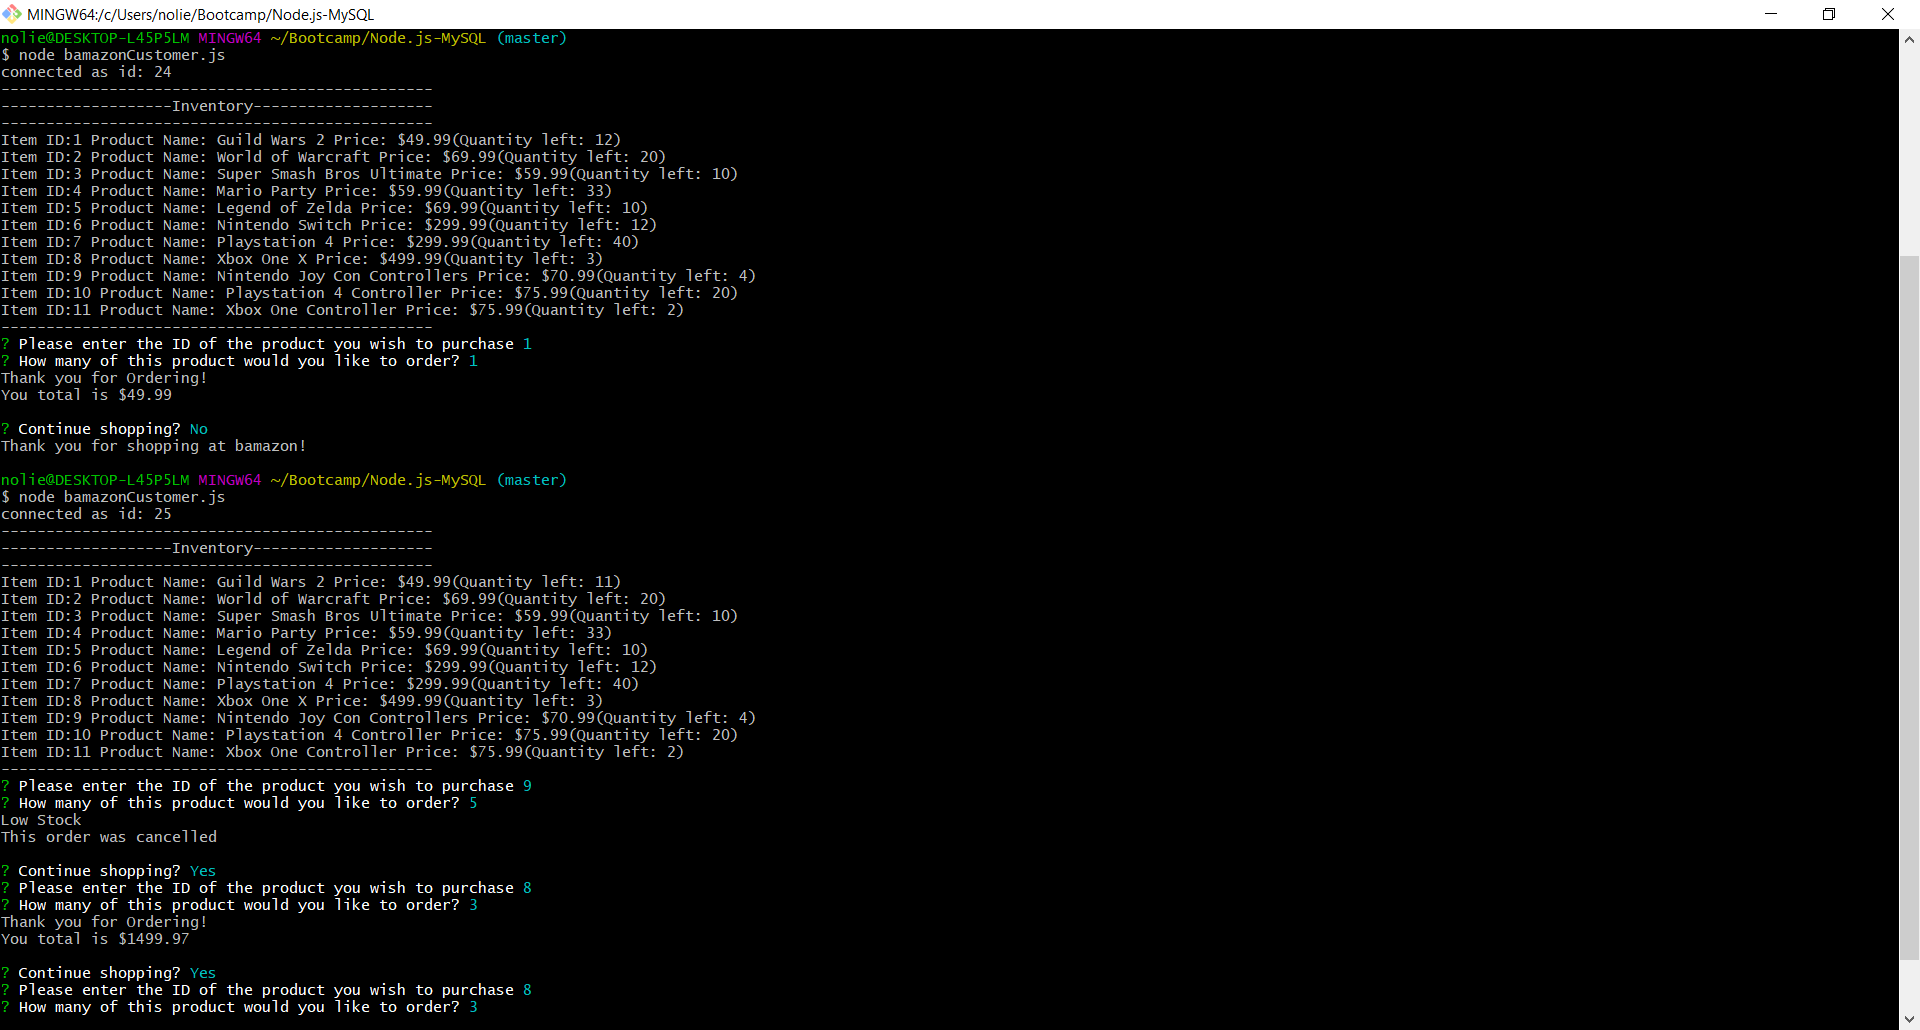 MINGW64:/c/Users/nolie/Bootcamp/Node.js-MySQL
nolie@DESKTOP-L45P5LM MINGW64 ~/Bootcamp/Node.js-MySQL (master)
$ node bamazonCustomer.js
connected as id: 24
------------------------------------------------
-------------------Inventory--------------------
------------------------------------------------
Item ID:1 Product Name: Guild Wars 2 Price: $49.99(Quantity left: 12)
Item ID:2 Product Name: World of Warcraft Price: $69.99(Quantity left: 20)
Item ID:3 Product Name: Super Smash Bros Ultimate Price: $59.99(Quantity left: 10)
Item ID:4 Product Name: Mario Party Price: $59.99(Quantity left: 33)
Item ID:5 Product Name: Legend of Zelda Price: $69.99(Quantity left: 10)
Item ID:6 Product Name: Nintendo Switch Price: $299.99(Quantity left: 12)
Item ID:7 Product Name: Playstation 4 Price: $299.99(Quantity left: 40)
Item ID:8 Product Name: Xbox One X Price: $499.99(Quantity left: 3)
Item ID:9 Product Name: Nintendo Joy Con Controllers Price: $70.99(Quantity left: 4)
Item ID:10 Product Name: Playstation 4 Controller Price: $75.99(Quantity left: 20)
Item ID:11 Product Name: Xbox One Controller Price: $75.99(Quantity left: 2)
------------------------------------------------
? Please enter the ID of the product you wish to purchase 1
? How many of this product would you like to order? 1
Thank you for Ordering!
You total is $49.99
? Continue shopping? No
Thank you for shopping at bamazon!
nolie@DESKTOP-L45P5LM MINGW64 ~/Bootcamp/Node.js-MySQL (master)
$ node bamazonCustomer.js
connected as id: 25
------------------------------------------------
-------------------Inventory--------------------
------------------------------------------------
Item ID:1 Product Name: Guild Wars 2 Price: $49.99(Quantity left: 11)
Item ID:2 Product Name: World of Warcraft Price: $69.99(Quantity left: 20)
Item ID:3 Product Name: Super Smash Bros Ultimate Price: $59.99(Quantity left: 10)
Item ID:4 Product Name: Mario Party Price: $59.99(Quantity left: 33)
Item ID:5 Product Name: Legend of Zelda Price: $69.99(Quantity left: 10)
Item ID:6 Product Name: Nintendo Switch Price: $299.99(Quantity left: 12)
Item ID:7 Product Name: Playstation 4 Price: $299.99(Quantity left: 40)
Item ID:8 Product Name: Xbox One X Price: $499.99(Quantity left: 3)
Item ID:9 Product Name: Nintendo Joy Con Controllers Price: $70.99(Quantity left: 4)
Item ID:10 Product Name: Playstation 4 Controller Price: $75.99(Quantity left: 20)
Item ID:11 Product Name: Xbox One Controller Price: $75.99(Quantity left: 2)
------------------------------------------------
? Please enter the ID of the product you wish to purchase 9
? How many of this product would you like to order? 5
Low Stock
This order was cancelled
? Continue shopping? Yes
? Please enter the ID of the product you wish to purchase 8
? How many of this product would you like to order? 3
Thank you for Ordering!
You total is $1499.97
? Continue shopping? Yes
? Please enter the ID of the product you wish to purchase 8
? How many of this product would you like to order? 3